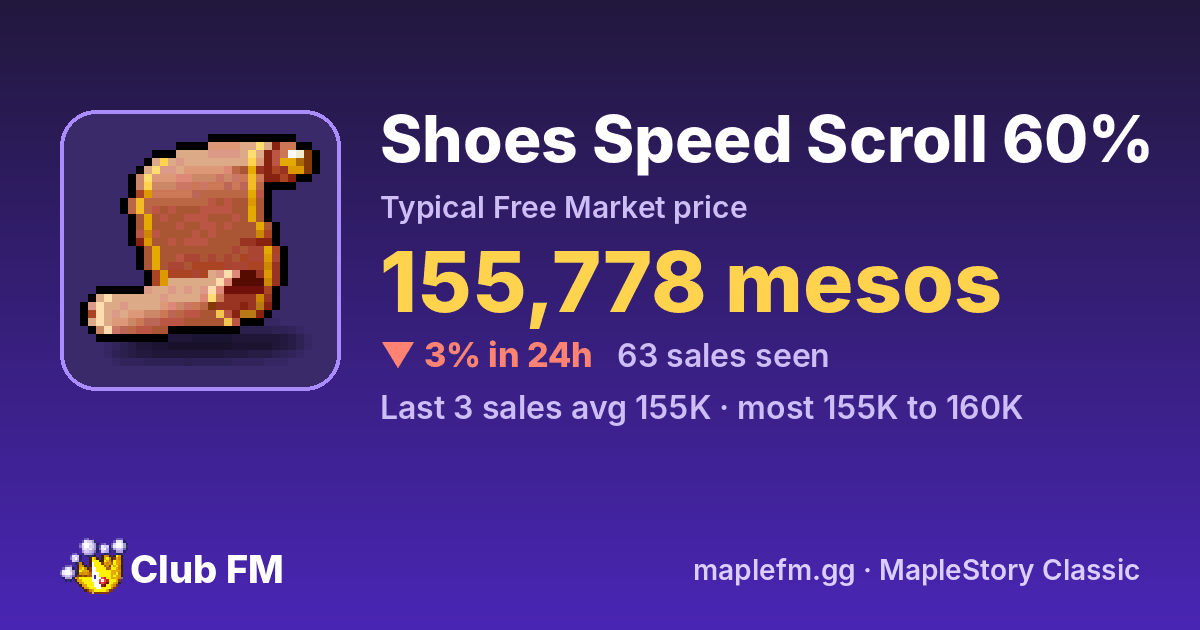 Shoes Speed Scroll 60%
Typical Free Market price
155,778 mesos
▼ 3% in 24h 63 sales seen
Last 3 sales avg 155K · most 155K to 160K
Club FM
maplefm.gg · MapleStory Classic